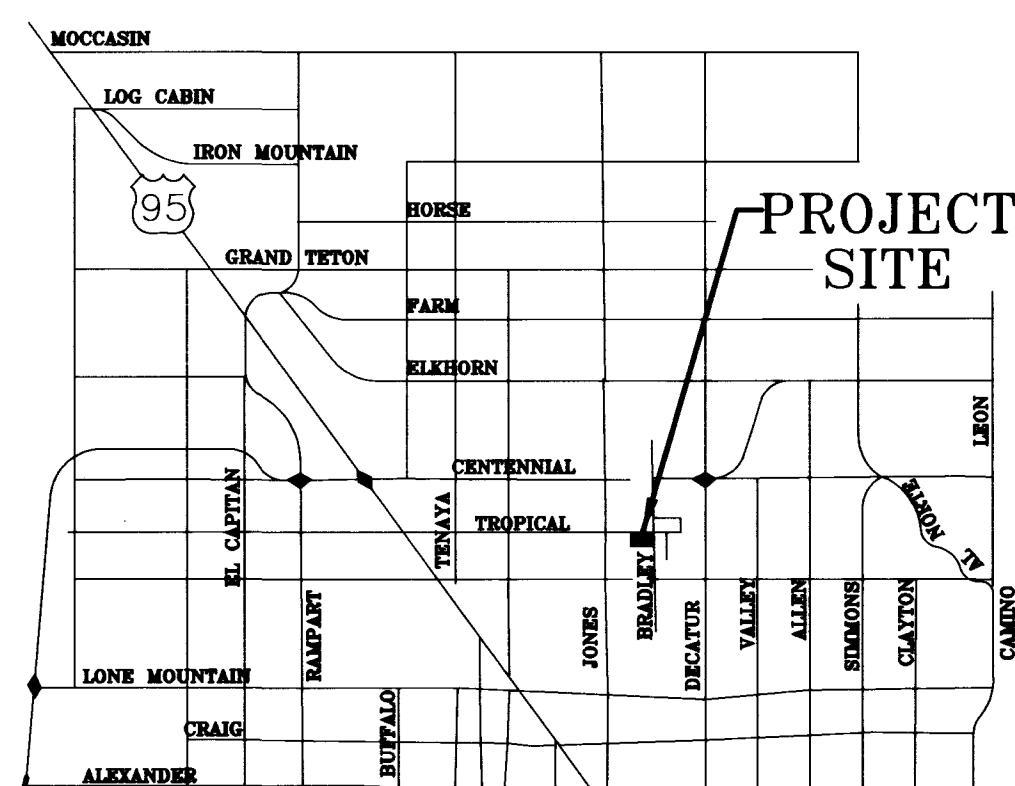 MOCCASIN
LOG CABIN
IRON MOUNTAIN
95
HORSE
PROJECT
SITE
GRAND TETON
FARM
ELKHORN
LEON
CENTENNIAL
EL CAPITAN
TENAYA
TROPICAL
NORTE
AL
BRADLEY
RAMPART
JONES
DECATUR
VALLEY
ALLEN
SIMMONS
CLAYTON
CAMINO
LONE MOUNTAIN
BUFFALO
CRAIG
ALEXANDER